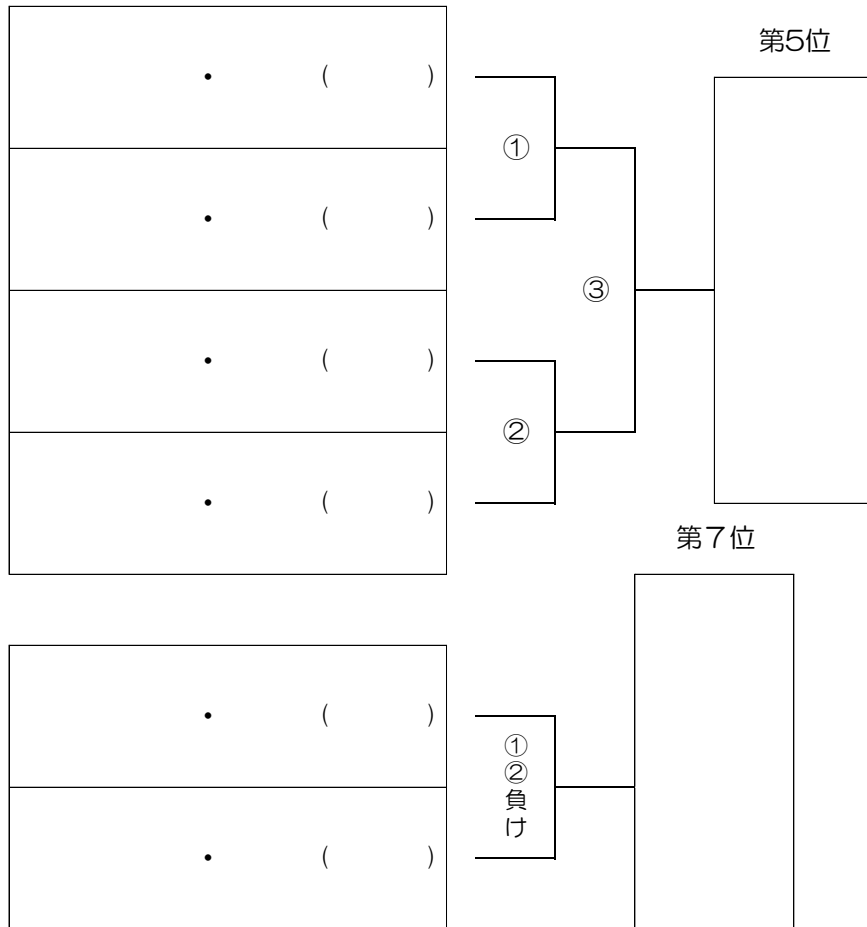 第5位
・ ( )
①
・ ( )
③
・ ( )
②
・ ( )
第7位
・ ( )
①②負け
・ ( )